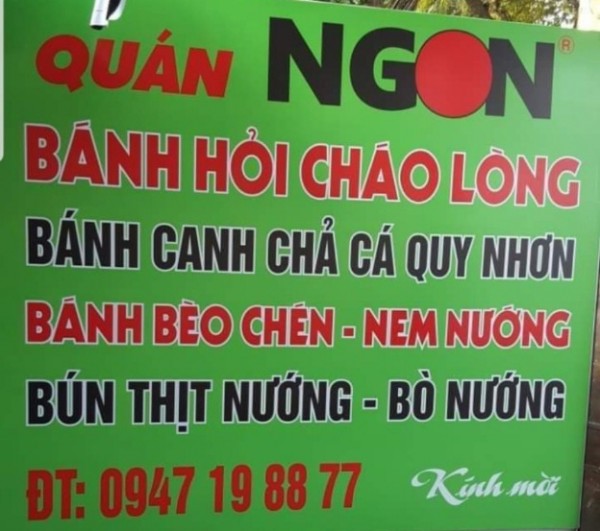 QUÁN NGON ®
BÁNH HỎI CHÁO LÒNG
BÁNH CANH CHẢ CÁ QUY NHƠN
BÁNH BÈO CHÉN - NEM NƯỚNG
BÚN THỊT NƯỚNG - BÒ NƯỚNG
ĐT: 0947 19 88 77 Kính mời